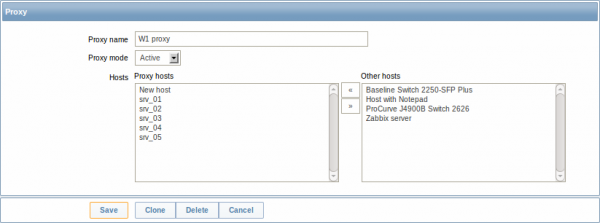 Proxy
Proxy name W1 proxy
Proxy mode Active
Hosts Proxy hosts Other hosts
New host
srv_01
srv_02
srv_03
srv_04
srv_05
«
»
Baseline Switch 2250-SFP Plus
Host with Notepad
ProCurve J4900B Switch 2626
Zabbix server
Save Clone Delete Cancel